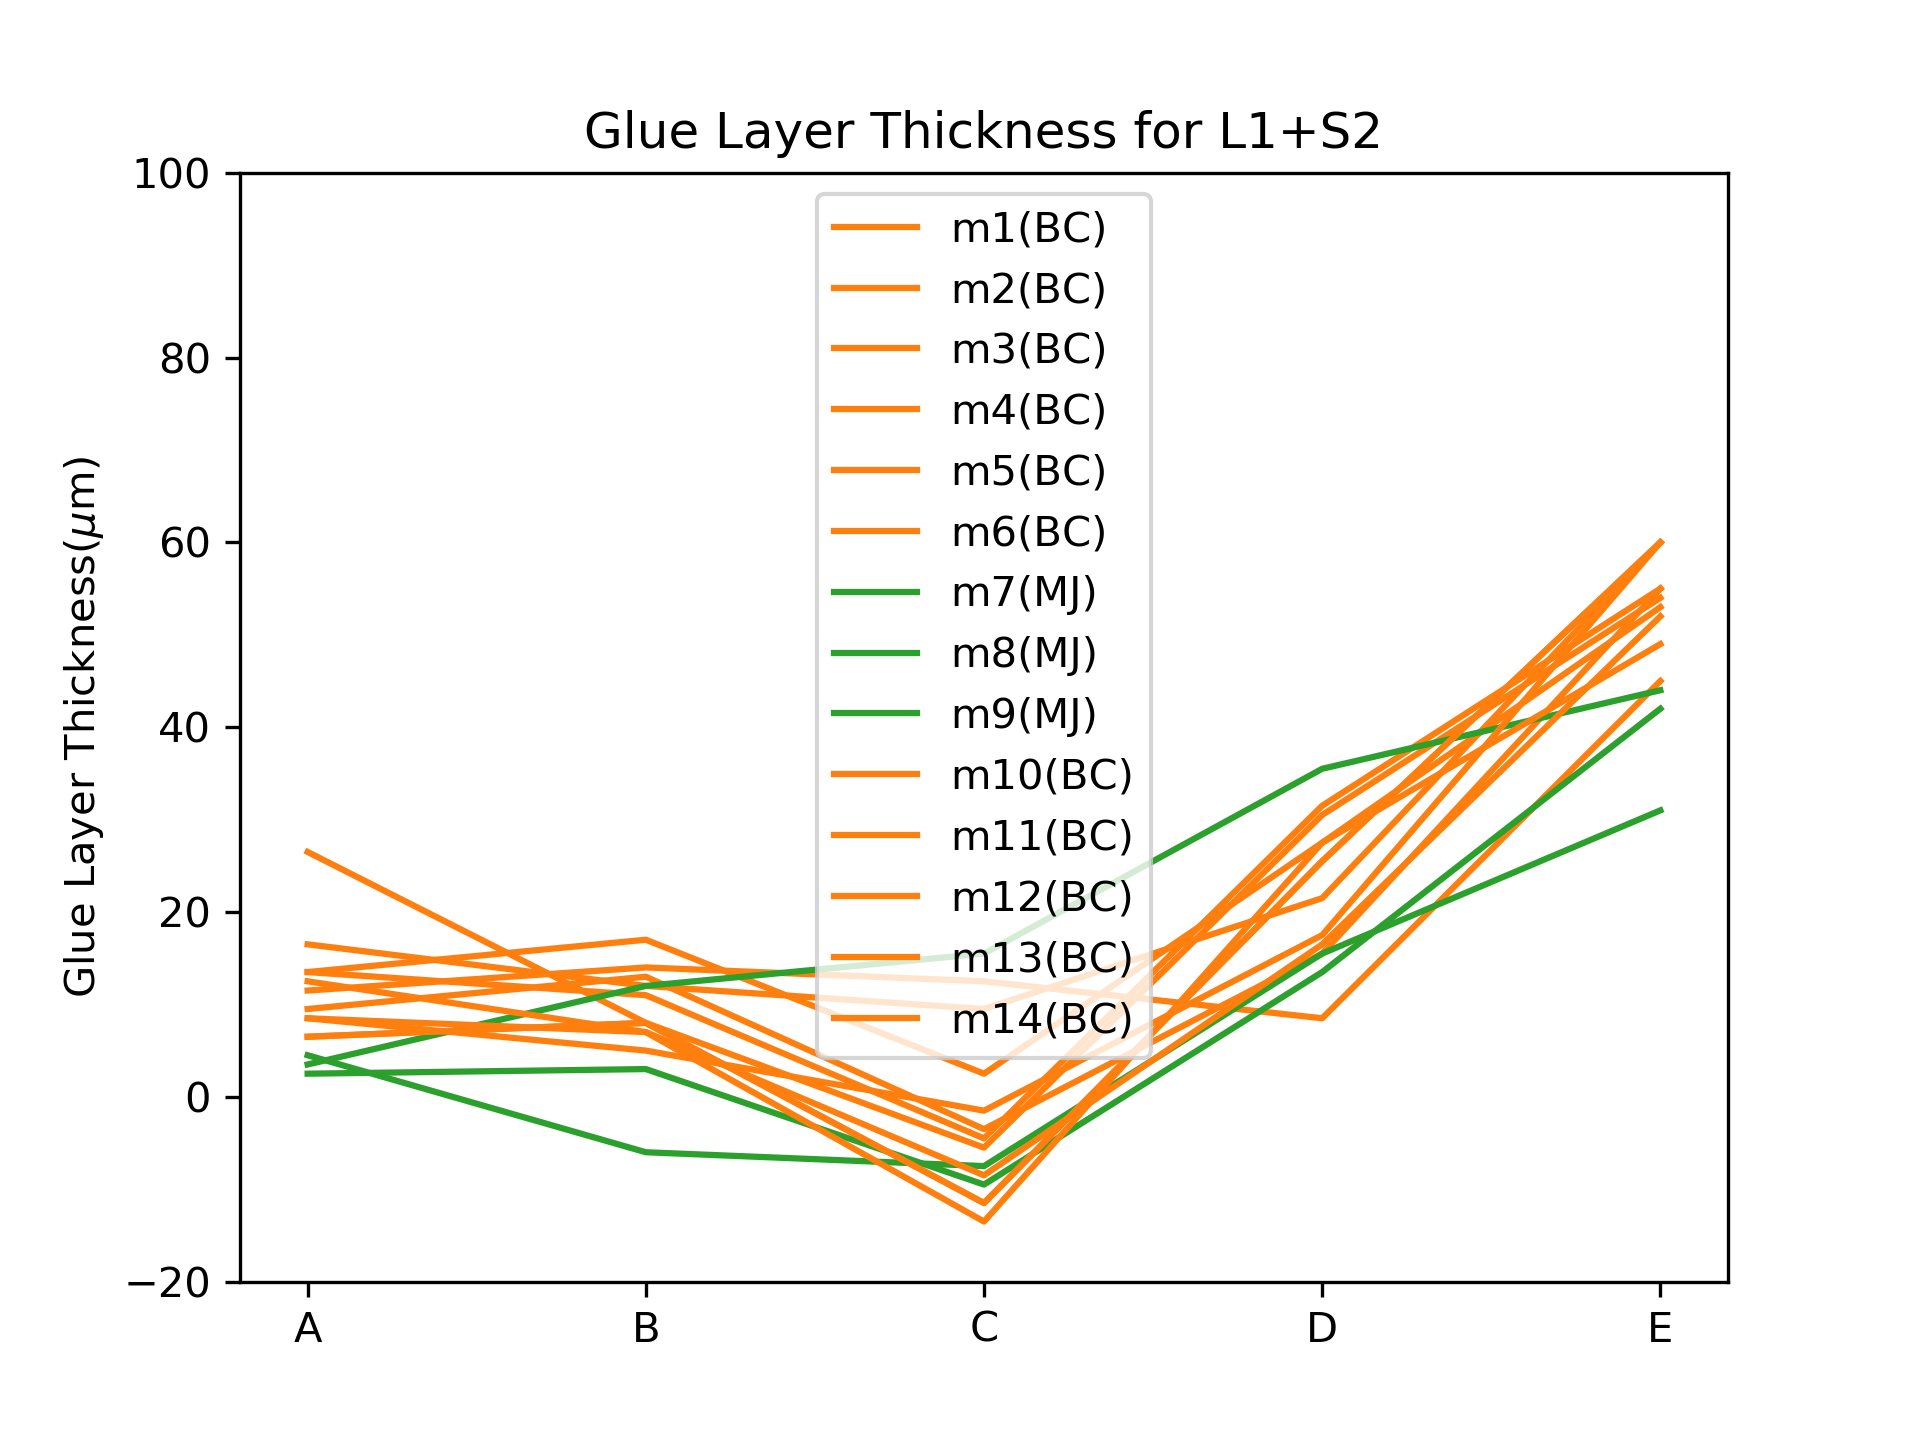 Glue Layer Thickness for L1+S2
Glue Layer Thickness(μm)
100
80
60
40
20
0
−20
m1(BC)
m2(BC)
m3(BC)
m4(BC)
m5(BC)
m6(BC)
m7(MJ)
m8(MJ)
m9(MJ)
m10(BC)
m11(BC)
m12(BC)
m13(BC)
m14(BC)
A B C D E